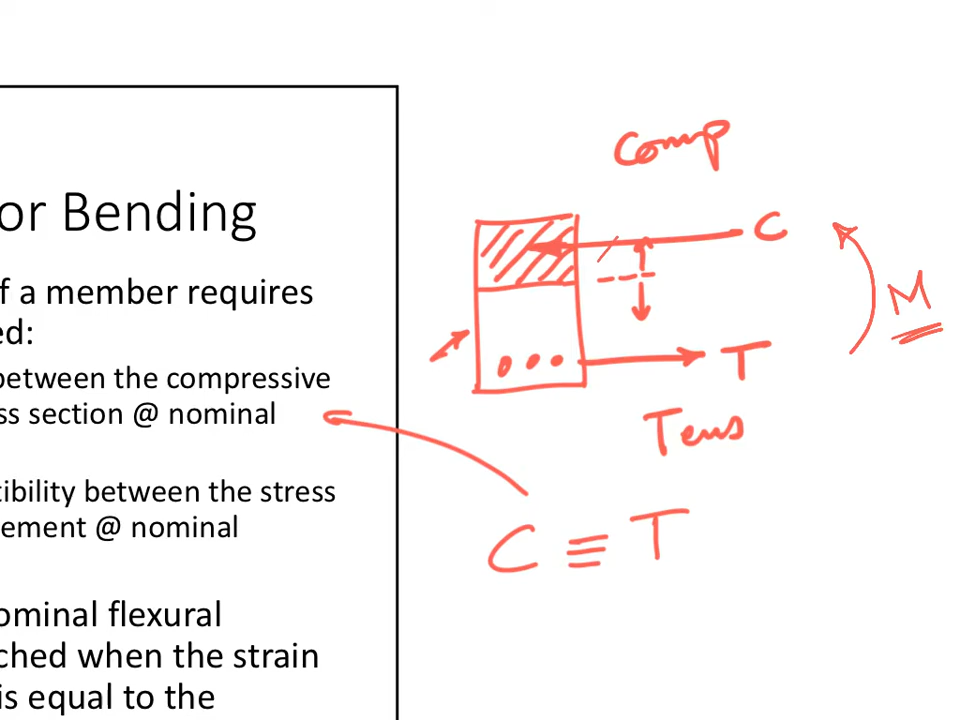 or Bending
f a member requires
ed:
between the compressive
ss section @ nominal
tibility between the stress
ement @ nominal
ominal flexural
ched when the strain
is equal to the
Comp
C
M
T
Tens
C ≡ T